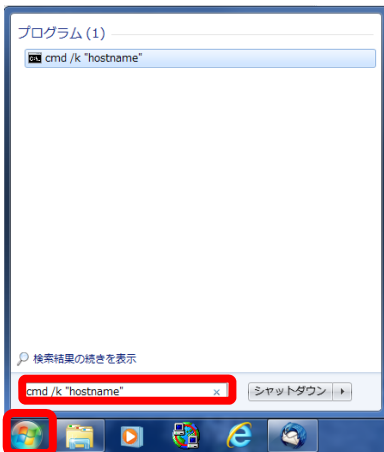 プログラム (1)
cmd /k "hostname"
検索結果の続きを表示
cmd /k "hostname"
シャットダウン